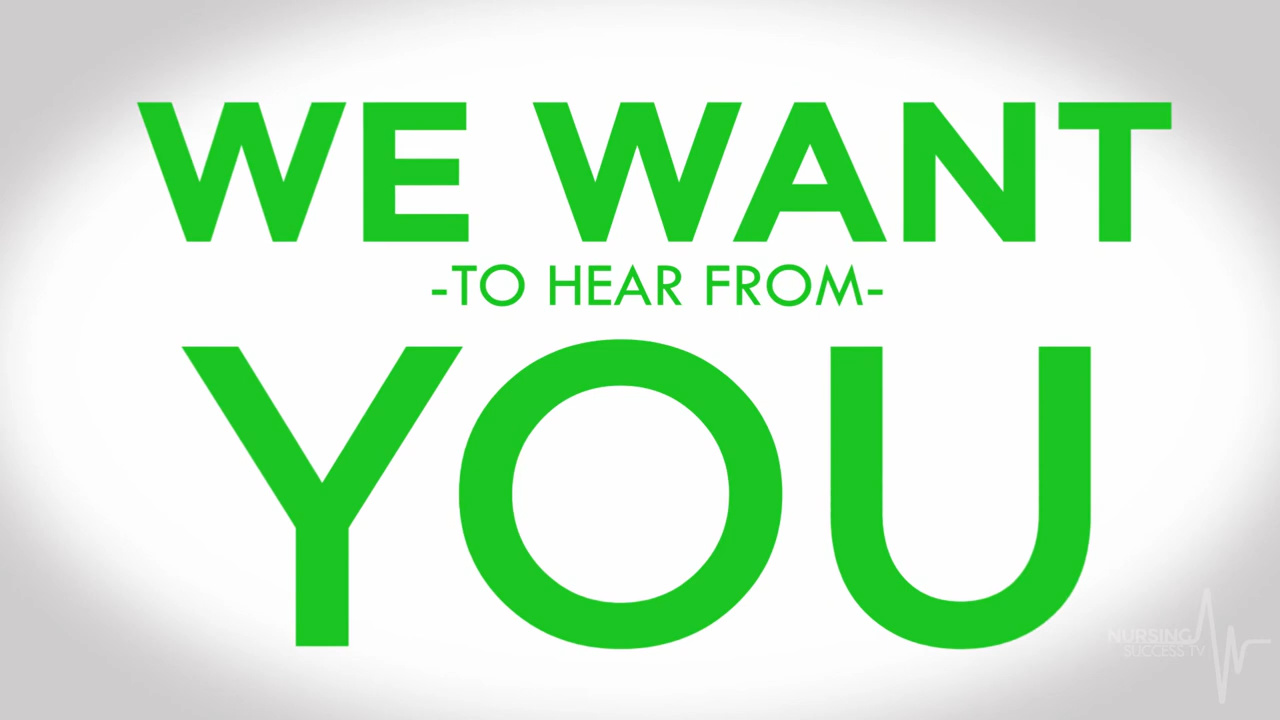 WE WANT
-TO HEAR FROM-
YOU
NURSING
SUCCESS TV